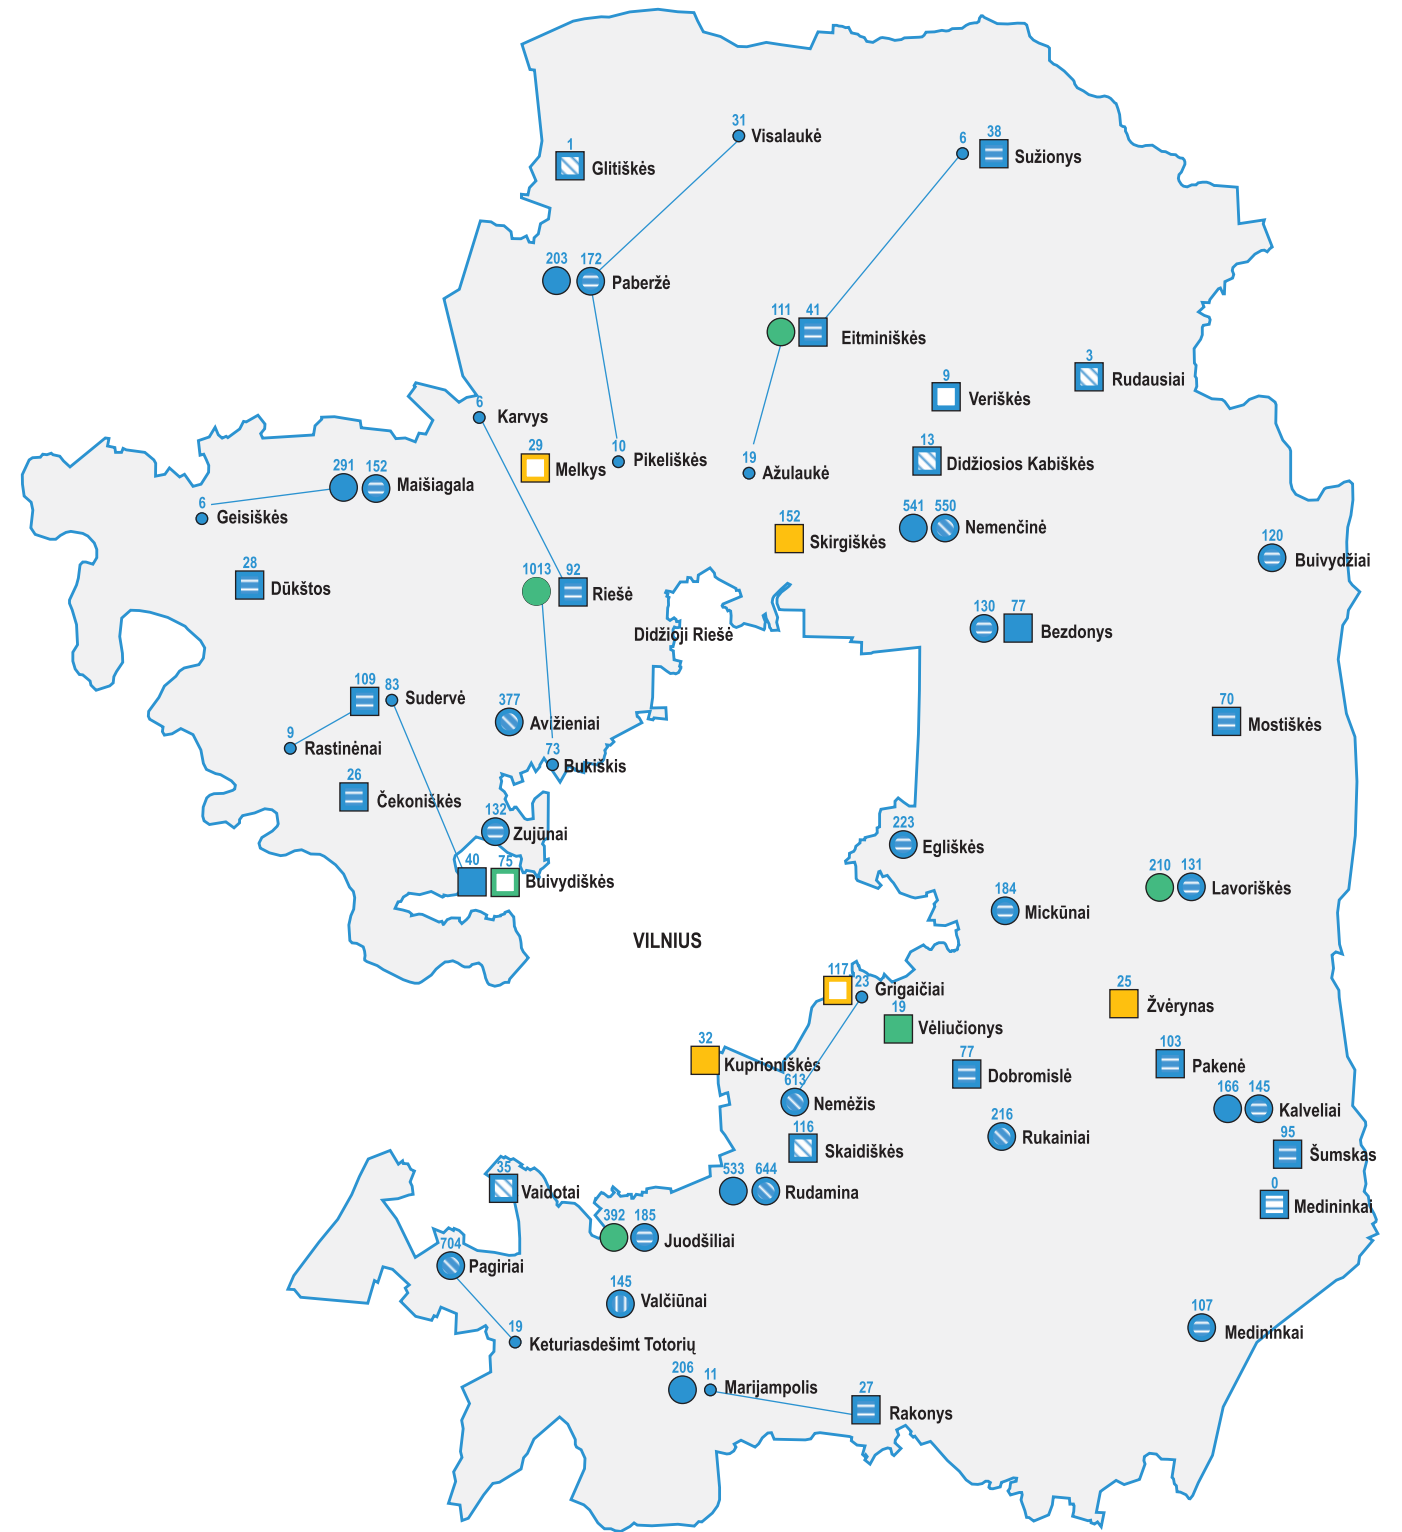 31
Visalaukė
6
38
Sužionys
1
Glitiškės
203
172
Paberžė
111
41
Eitminiškės
3
Rudausiai
9
Veriškės
6
Karvys
29
Melkys
10
Pikeliškės
19
Ažulaukė
13
Didžiosios Kabiškės
291
152
Maišiagala
6
Geisiškės
152
Skirgiškės
541
550
Nemenčinė
120
Buivydžiai
28
Dūkštos
1013
92
Riešė
Didžioji Riešė
130
77
Bezdonys
109
83
Sudervė
9
Rastinėnai
377
Avižieniai
70
Mostiškės
73
Bukiškis
26
Čekoniškės
132
Zujūnai
40
75
Buivydiškės
223
Egliškės
184
Mickūnai
210
131
Lavoriškės
VILNIUS
117
23
Grigaičiai
19
Vėliučionys
25
Žvėrynas
32
Kuprioniškės
613
Nemėžis
77
Dobromislė
103
Pakenė
166
145
Kalveliai
116
Skaidiškės
216
Rukainiai
95
Šumskas
35
Vaidotai
533
644
Rudamina
0
Medininkai
392
185
Juodšiliai
704
Pagiriai
145
Valčiūnai
107
Medininkai
19
Keturiasdešimt Totorių
206
11
Marijampolis
27
Rakonys